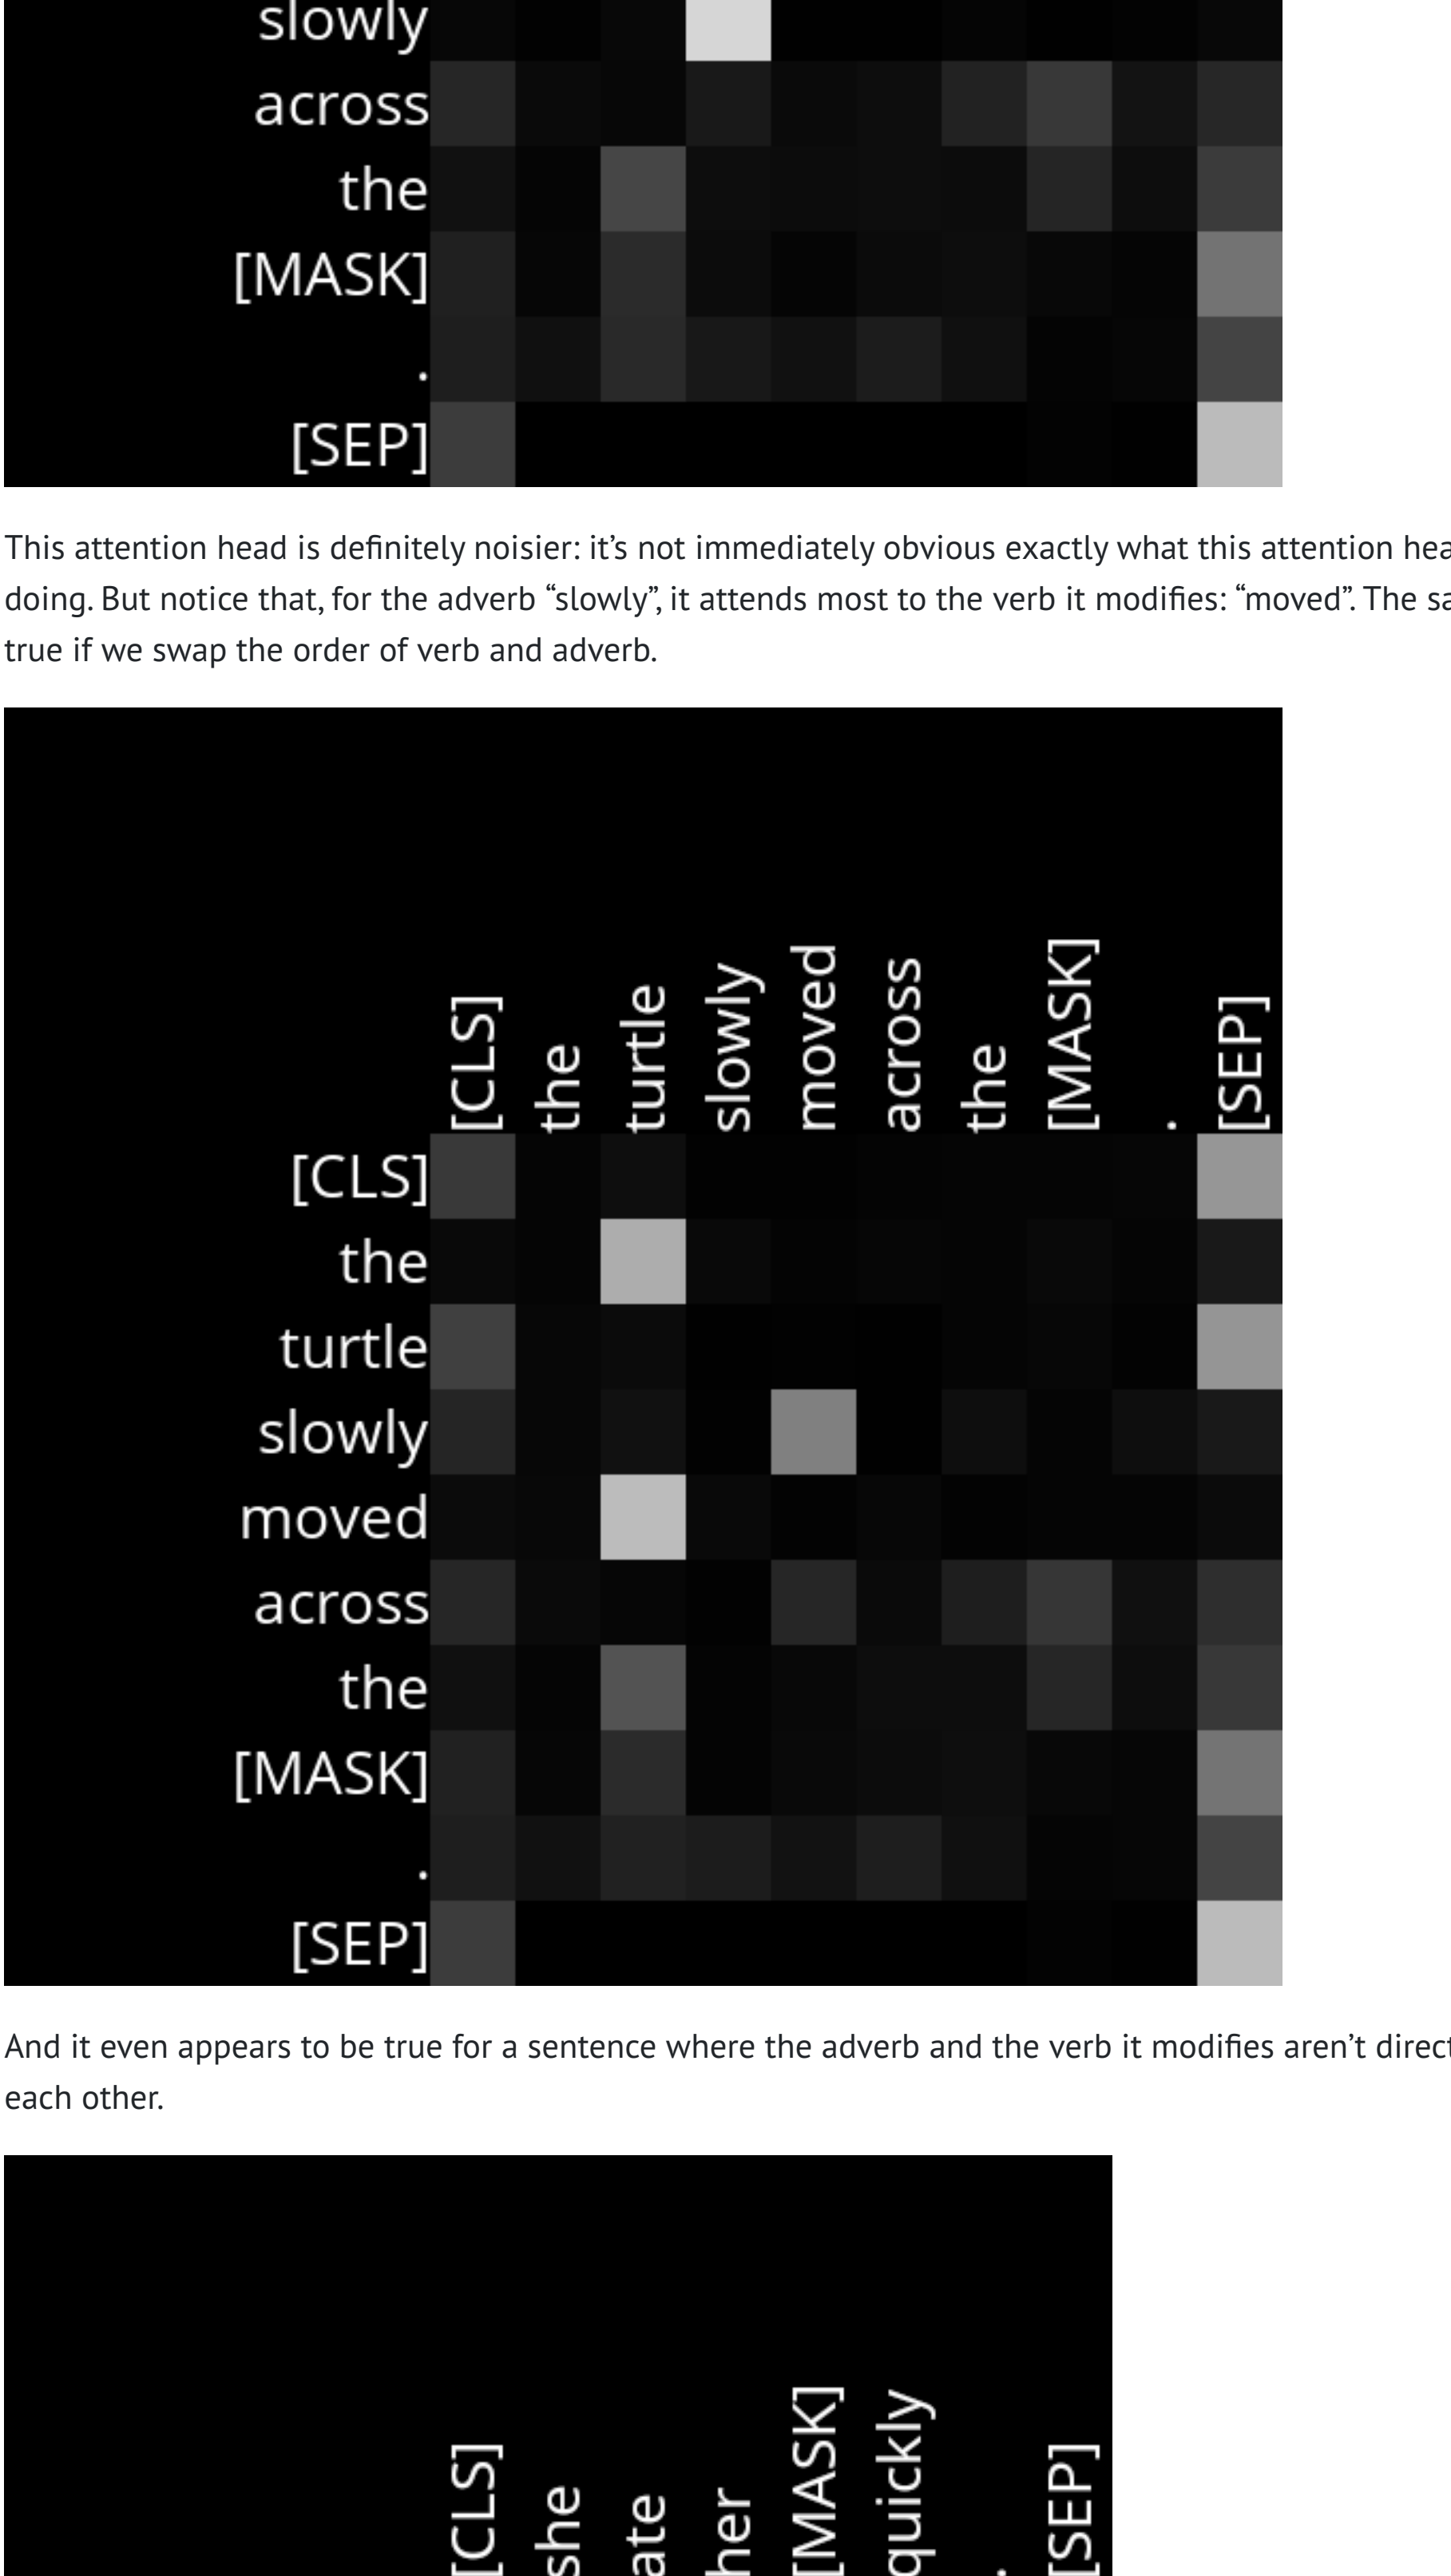 slowly
across
the
[MASK]
.
[SEP]
This attention head is definitely noisier: it’s not immediately obvious exactly what this attention hea
doing. But notice that, for the adverb “slowly”, it attends most to the verb it modifies: “moved”. The sa
true if we swap the order of verb and adverb.
[CLS] the turtle slowly moved across the [MASK] . [SEP]
[CLS]
the
turtle
slowly
moved
across
the
[MASK]
.
[SEP]
And it even appears to be true for a sentence where the adverb and the verb it modifies aren’t direct
each other.
[CLS] she ate her [MASK] quickly . [SEP]